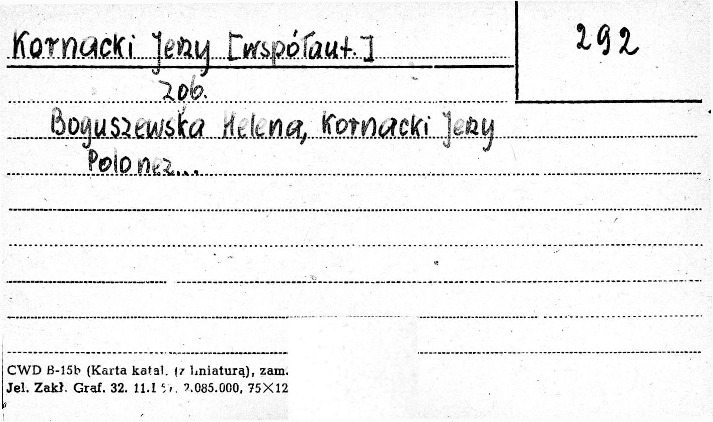 Kornacki Jerzy [współaut.]
292
zob.
Boguszewska Helena, Kornacki Jerzy
Polonez...
CWD B-15b (Karta katal. (z liniaturą), zam.
Jel. Zakł. Graf. 32. 11.I 2.085.000, 75×12